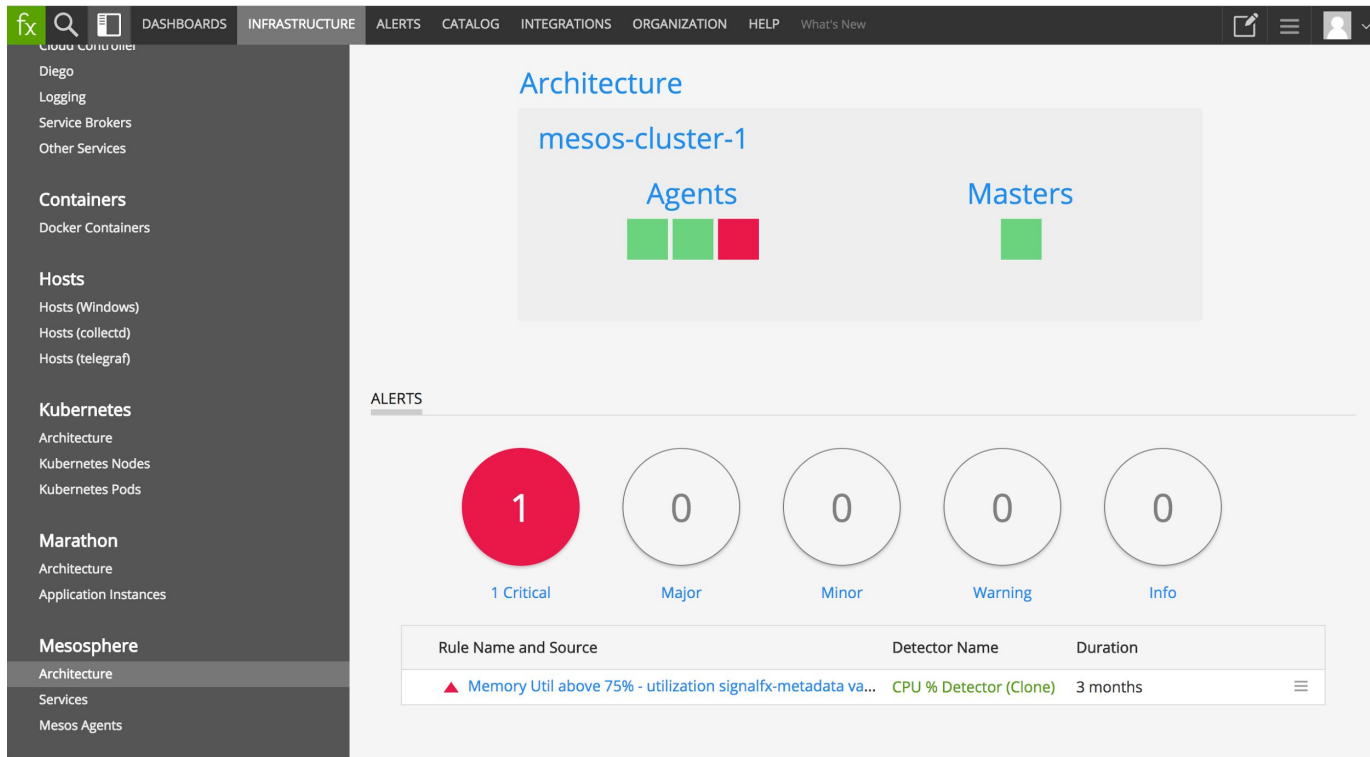 fx DASHBOARDS INFRASTRUCTURE ALERTS CATALOG INTEGRATIONS ORGANIZATION HELP What's New
Cloud Controller
Diego
Logging
Service Brokers
Other Services
Containers
Docker Containers
Hosts
Hosts (Windows)
Hosts (collectd)
Hosts (telegraf)
Kubernetes
Architecture
Kubernetes Nodes
Kubernetes Pods
Marathon
Architecture
Application Instances
Mesosphere
Architecture
Services
Mesos Agents
Architecture
mesos-cluster-1
Agents Masters
ALERTS
1 0 0 0 0
1 Critical Major Minor Warning Info
Rule Name and Source Detector Name Duration
Memory Util above 75% - utilization signalfx-metadata va... CPU % Detector (Clone) 3 months